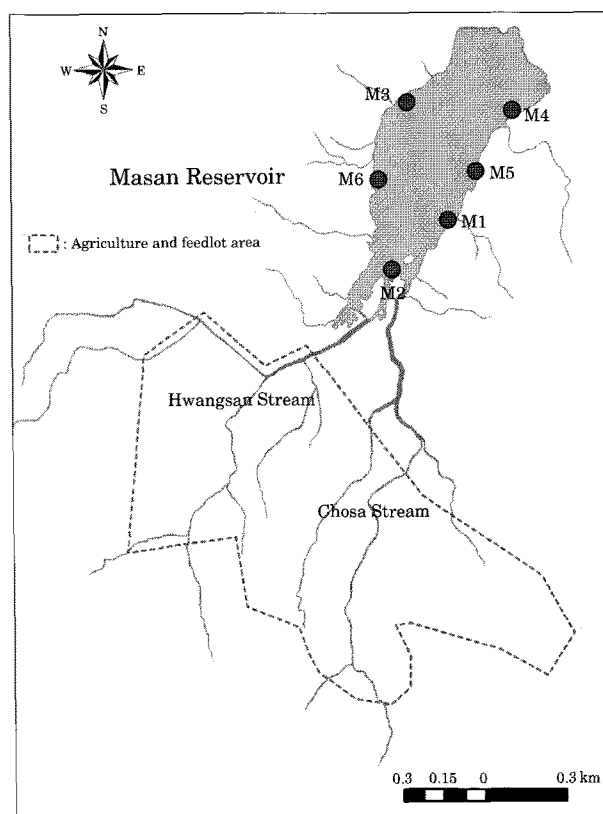 N
W E
S
M3
M4
Masan Reservoir
M6
M5
M1
: Agriculture and feedlot area
M2
Hwangsan Stream
Chosa Stream
0.3 0.15 0 0.3 km